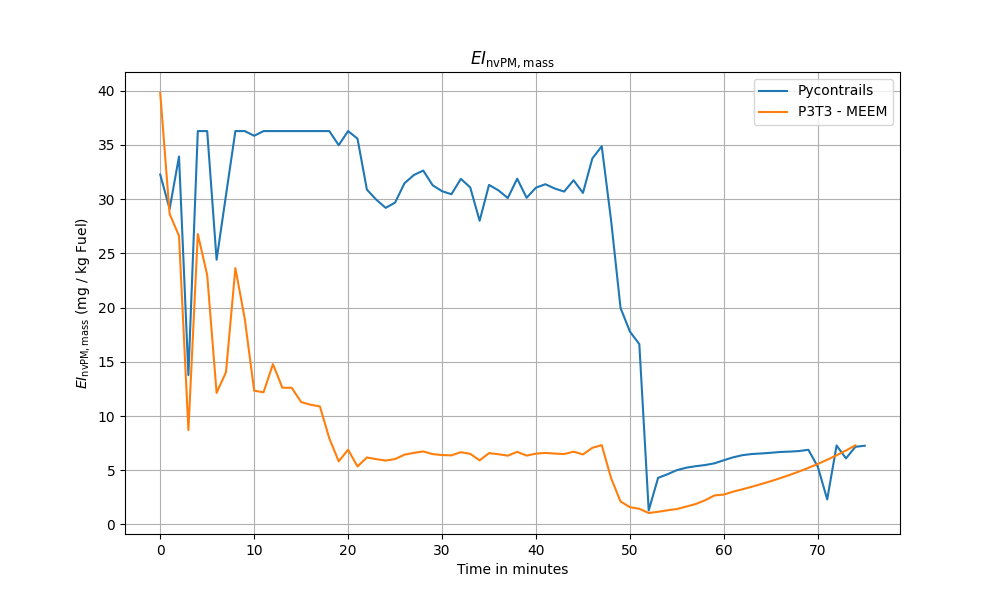 EI_nvPM, mass
Pycontrails
P3T3 - MEEM
EI_nvPM, mass (mg / kg Fuel)
40
35
30
25
20
15
10
5
0
0 10 20 30 40 50 60 70
Time in minutes